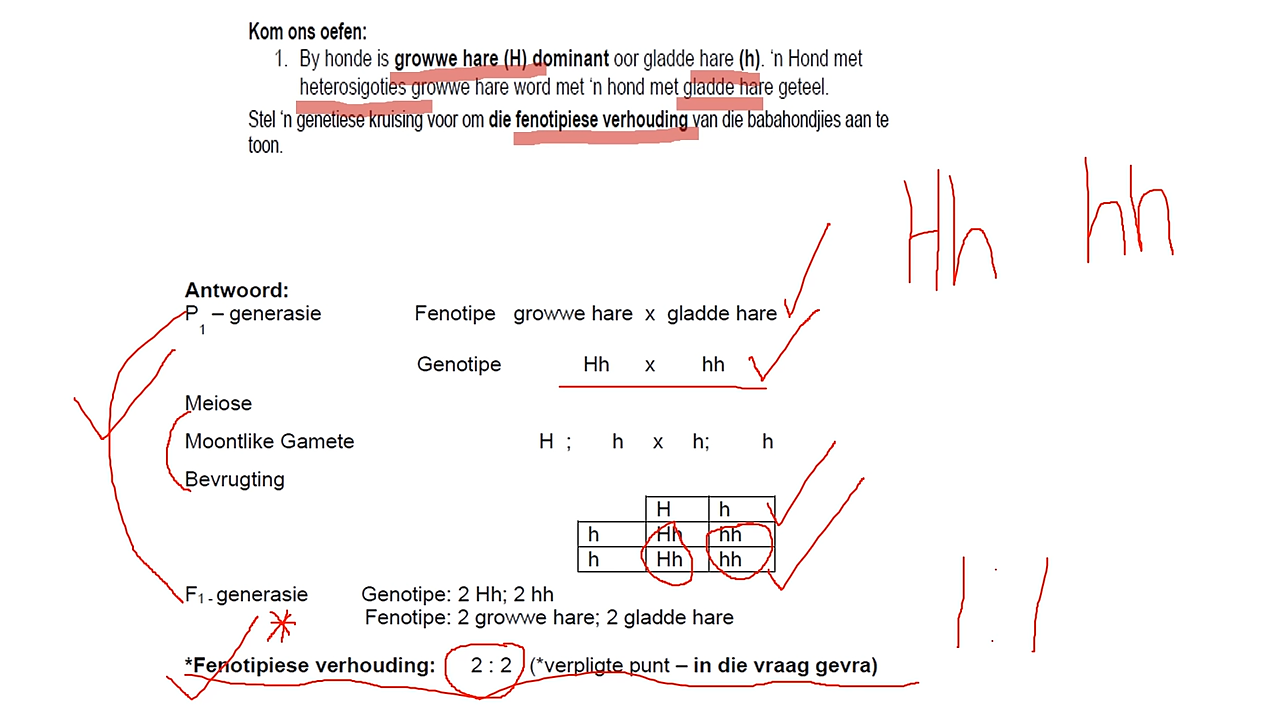 Kom ons oefen:
1. By honde is growwe hare (H) dominant oor gladde hare (h). 'n Hond met
heterosigoties growwe hare word met 'n hond met gladde hare geteel.
Stel 'n genetiese kruising voor om die fenotipiese verhouding van die babahondjies aan te
toon.
Hh hh
Antwoord:
P1 – generasie Fenotipe growwe hare x gladde hare
Genotipe Hh x hh
Meiose
Moontlike Gamete H ; h x h; h
Bevrugting
H h
h Hh hh
h Hh hh
F1 - generasie Genotipe: 2 Hh; 2 hh
Fenotipe: 2 growwe hare; 2 gladde hare
*
1 : 1
*Fenotipiese verhouding: 2 : 2 (*verpligte punt – in die vraag gevra)